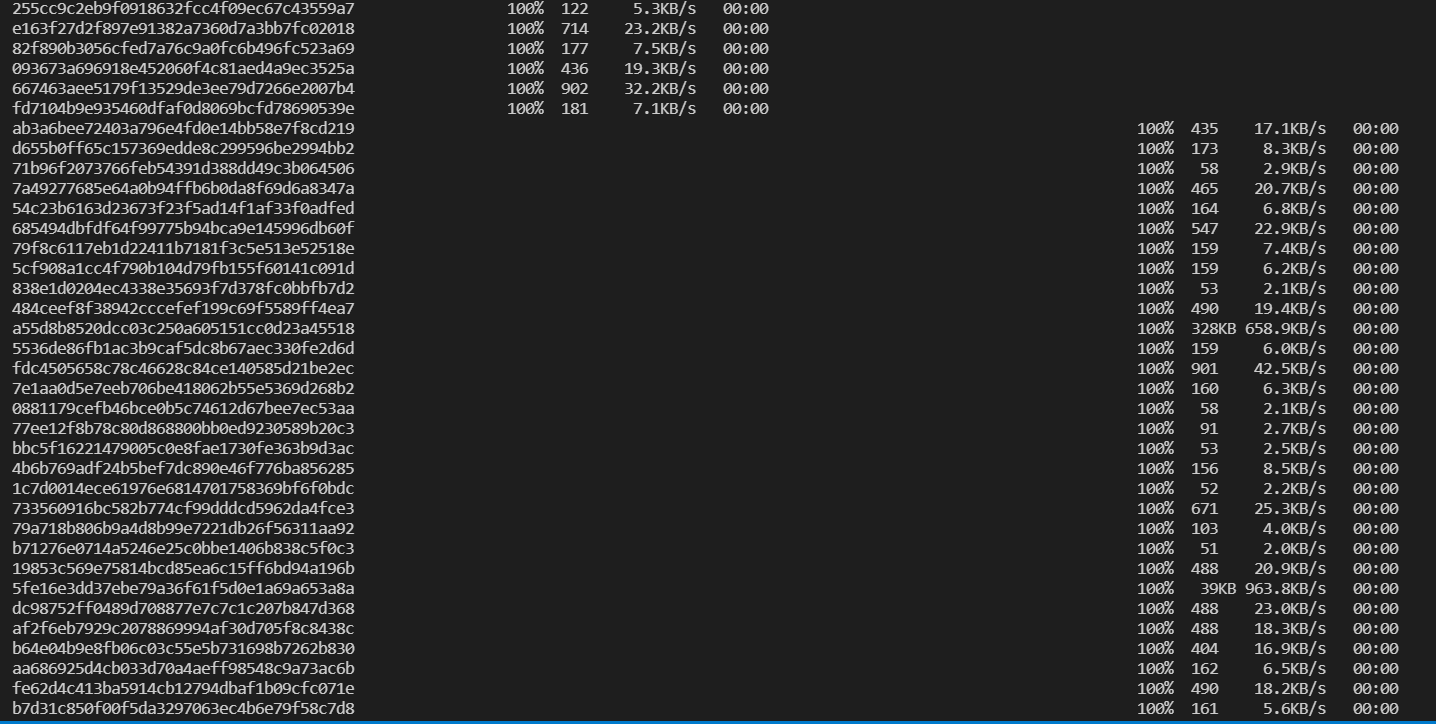 255cc9c2eb9f0918632fcc4f09ec67c43559a7 100% 122 5.3KB/s 00:00
e163f27d2f897e91382a7360d7a3bb7fc02018 100% 714 23.2KB/s 00:00
82f890b3056cfed7a76c9a0fc6b496fc523a69 100% 177 7.5KB/s 00:00
093673a696918e452060f4c81aed4a9ec3525a 100% 436 19.3KB/s 00:00
667463aee5179f13529de3ee79d7266e2007b4 100% 902 32.2KB/s 00:00
fd7104b9e935460dfaf0d8069bcfd78690539e 100% 181 7.1KB/s 00:00
ab3a6bee72403a796e4fd0e14bb58e7f8cd219 100% 435 17.1KB/s 00:00
d655b0ff65c157369edde8c299596be2994bb2 100% 173 8.3KB/s 00:00
71b96f2073766feb54391d388dd49c3b064506 100% 58 2.9KB/s 00:00
7a49277685e64a0b94ffb6b0da8f69d6a8347a 100% 465 20.7KB/s 00:00
54c23b6163d23673f23f5ad14f1af33f0adfed 100% 164 6.8KB/s 00:00
685494dbfdf64f99775b94bca9e145996db60f 100% 547 22.9KB/s 00:00
79f8c6117eb1d22411b7181f3c5e513e52518e 100% 159 7.4KB/s 00:00
5cf908a1cc4f790b104d79fb155f60141c091d 100% 159 6.2KB/s 00:00
838e1d0204ec4338e35693f7d378fc0bbfb7d2 100% 53 2.1KB/s 00:00
484ceef8f38942cccefef199c69f5589ff4ea7 100% 490 19.4KB/s 00:00
a55d8b8520dcc03c250a605151cc0d23a45518 100% 328KB 658.9KB/s 00:00
5536de86fb1ac3b9caf5dc8b67aec330fe2d6d 100% 159 6.0KB/s 00:00
fdc4505658c78c46628c84ce140585d21be2ec 100% 901 42.5KB/s 00:00
7e1aa0d5e7eeb706be418062b55e5369d268b2 100% 160 6.3KB/s 00:00
0881179cefb46bce0b5c74612d67bee7ec53aa 100% 58 2.1KB/s 00:00
77ee12f8b78c80d868800bb0ed9230589b20c3 100% 91 2.7KB/s 00:00
bbc5f16221479005c0e8fae1730fe363b9d3ac 100% 53 2.5KB/s 00:00
4b6b769adf24b5bef7dc890e46f776ba856285 100% 156 8.5KB/s 00:00
1c7d0014ece61976e6814701758369bf6f0bdc 100% 52 2.2KB/s 00:00
733560916bc582b774cf99dddcd5962da4fce3 100% 671 25.3KB/s 00:00
79a718b806b9a4d8b99e7221db26f56311aa92 100% 103 4.0KB/s 00:00
b71276e0714a5246e25c0bbe1406b838c5f0c3 100% 51 2.0KB/s 00:00
19853c569e75814bcd85ea6c15ff6bd94a196b 100% 488 20.9KB/s 00:00
5fe16e3dd37ebe79a36f61f5d0e1a69a653a8a 100% 39KB 963.8KB/s 00:00
dc98752ff0489d708877e7c7c1c207b847d368 100% 488 23.0KB/s 00:00
af2f6eb7929c2078869994af30d705f8c8438c 100% 488 18.3KB/s 00:00
b64e04b9e8fb06c03c55e5b731698b7262b830 100% 404 16.9KB/s 00:00
aa686925d4cb033d70a4aeff98548c9a73ac6b 100% 162 6.5KB/s 00:00
fe62d4c413ba5914cb12794dbaf1b09cfc071e 100% 490 18.2KB/s 00:00
b7d31c850f00f5da3297063ec4b6e79f58c7d8 100% 161 5.6KB/s 00:00